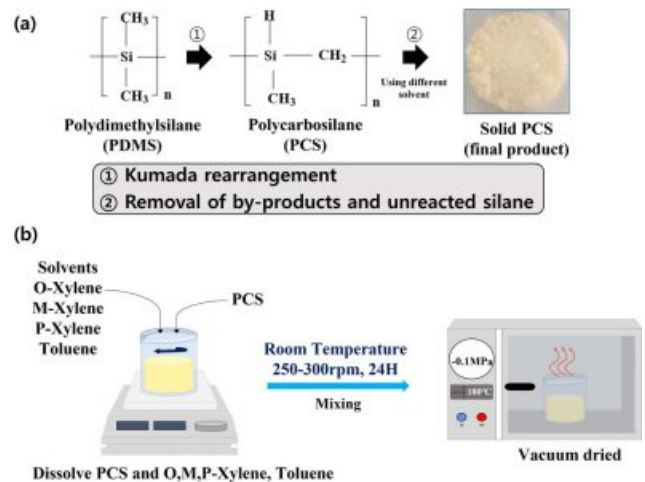 (a)
CH₃
Si
CH₃
n
Polydimethylsilane
(PDMS)
①
H
Si
CH₂
CH₃
n
Polycarbosilane
(PCS)
②
Using different
solvent
Solid PCS
(final product)
① Kumada rearrangement
② Removal of by-products and unreacted silane
(b)
Solvents
O-Xylene
M-Xylene
P-Xylene
Toluene
PCS
Room Temperature
250-300rpm, 24H
Mixing
-0.1MPa
180°C
Vacuum dried
Dissolve PCS and O,M,P-Xylene, Toluene